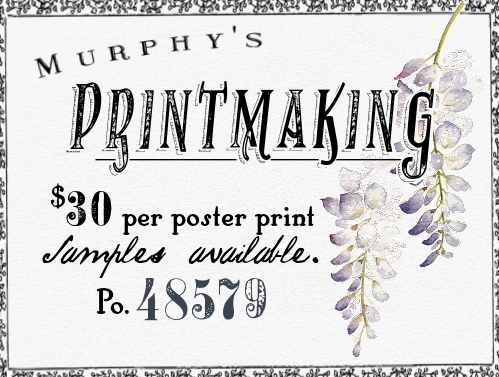 MURPHY'S
PRINTMAKING
$30 per poster print
Samples available.
Po. 48579